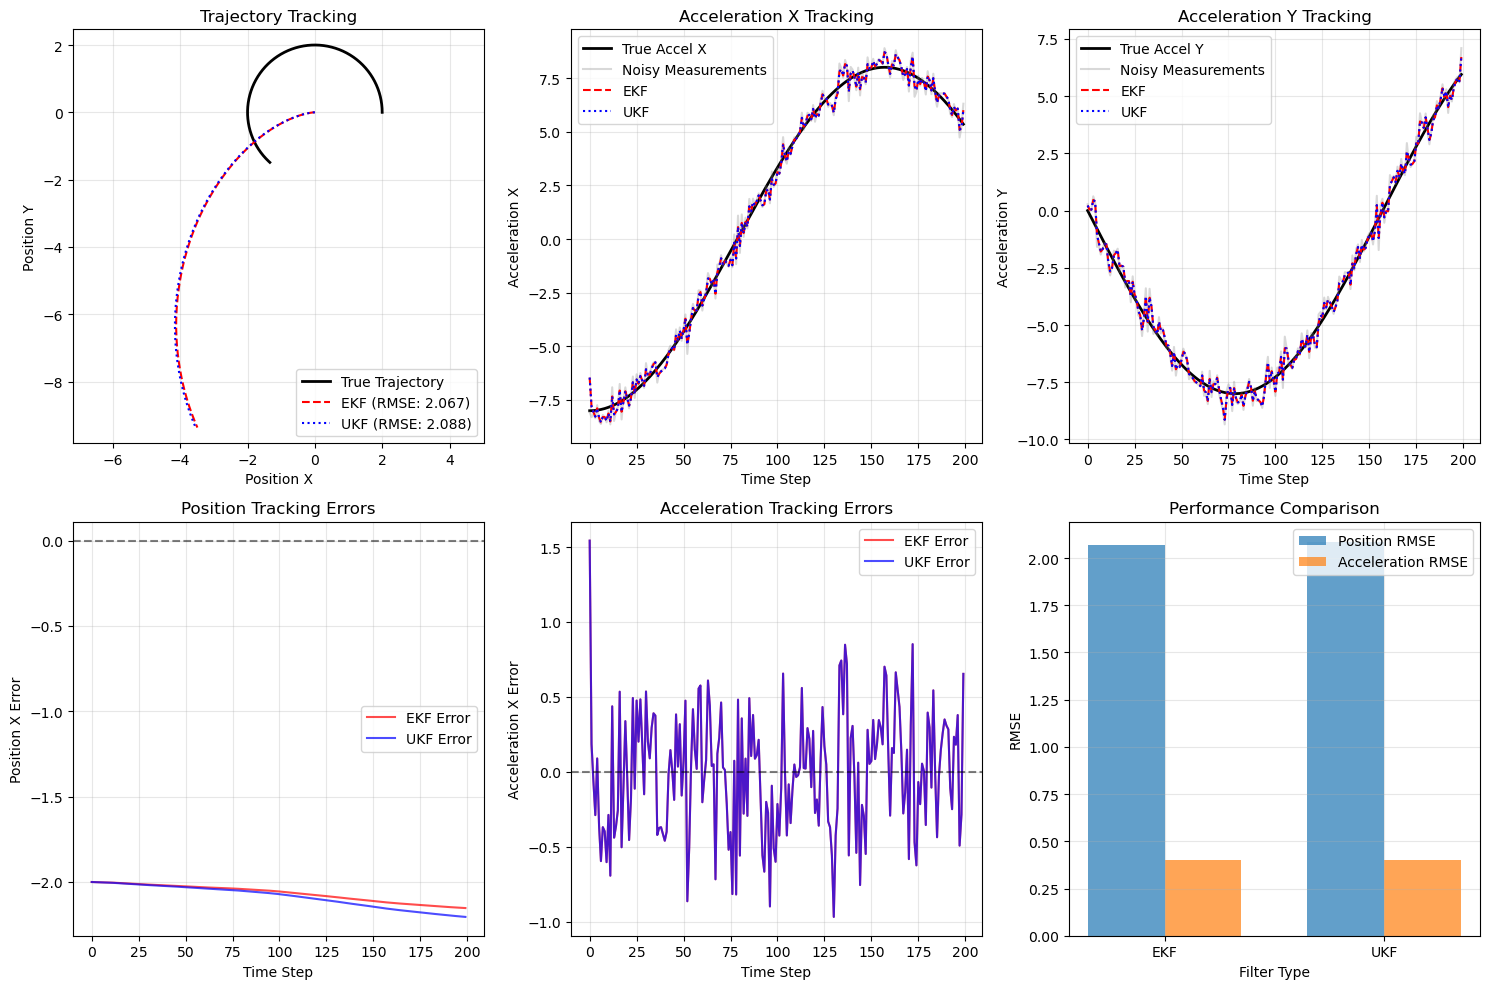 Trajectory Tracking
2
0
−2
−4
−6
−8
Position Y
−6
−4
−2
0
2
4
Position X
True Trajectory
EKF (RMSE: 2.067)
UKF (RMSE: 2.088)
Acceleration X Tracking
7.5
5.0
2.5
0.0
−2.5
−5.0
−7.5
Acceleration X
0
25
50
75
100
125
150
175
200
Time Step
True Accel X
Noisy Measurements
EKF
UKF
Acceleration Y Tracking
7.5
5.0
2.5
0.0
−2.5
−5.0
−7.5
−10.0
Acceleration Y
0
25
50
75
100
125
150
175
200
Time Step
True Accel Y
Noisy Measurements
EKF
UKF
Position Tracking Errors
0.0
−0.5
−1.0
−1.5
−2.0
Position X Error
0
25
50
75
100
125
150
175
200
Time Step
EKF Error
UKF Error
Acceleration Tracking Errors
1.5
1.0
0.5
0.0
−0.5
−1.0
Acceleration X Error
0
25
50
75
100
125
150
175
200
Time Step
EKF Error
UKF Error
Performance Comparison
2.00
1.75
1.50
1.25
1.00
0.75
0.50
0.25
0.00
RMSE
EKF
UKF
Filter Type
Position RMSE
Acceleration RMSE